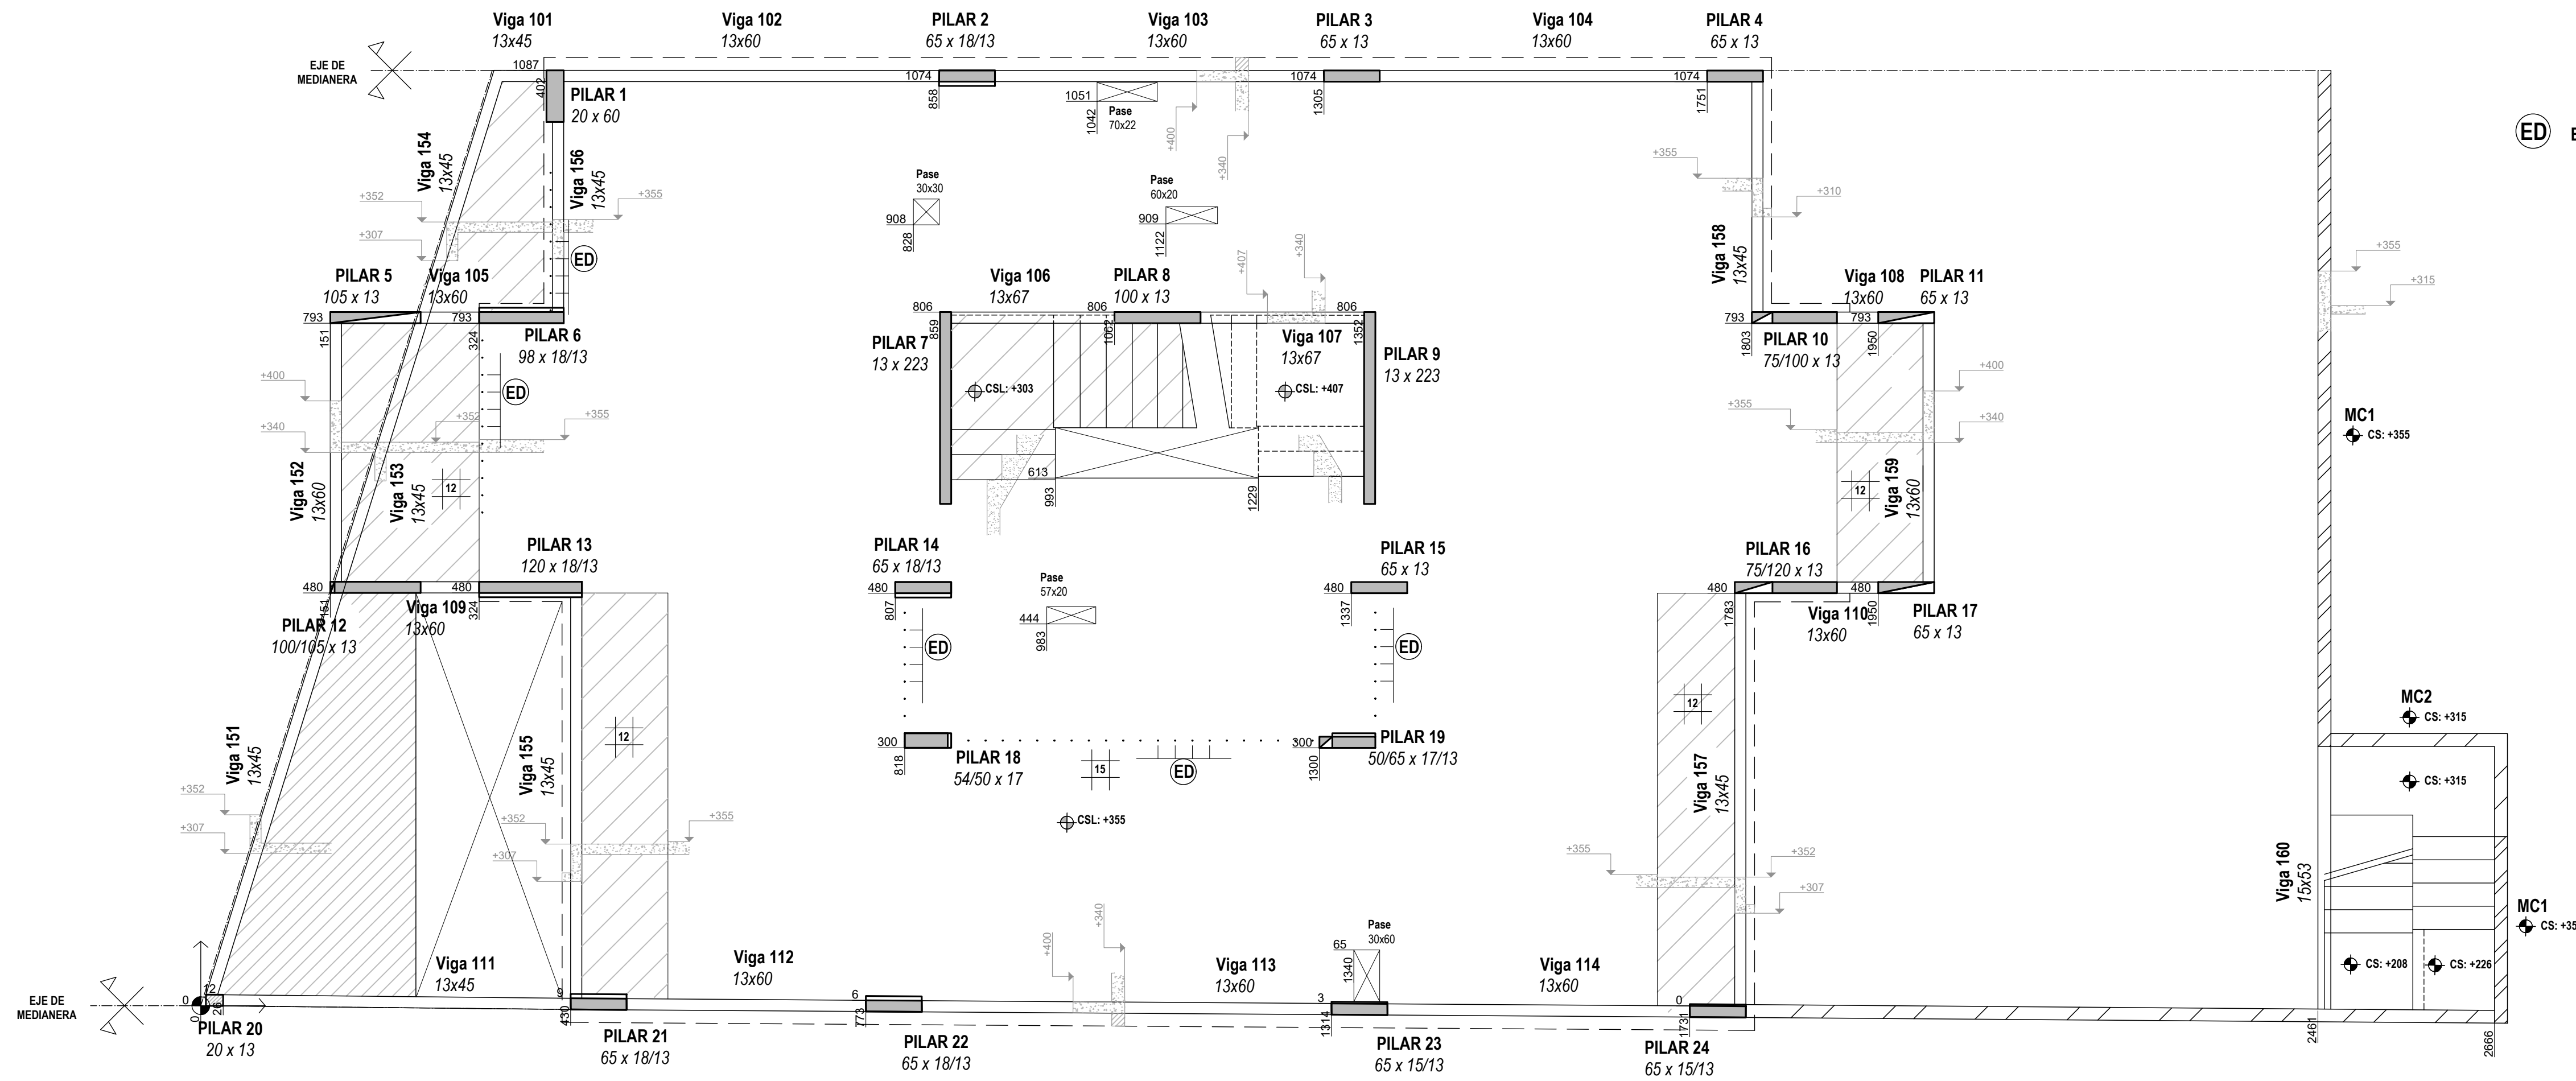 Viga 101
13x45
Viga 102
13x60
PILAR 2
65 x 18/13
Viga 103
13x60
PILAR 3
65 x 13
Viga 104
13x60
PILAR 4
65 x 13
EJE DE
MEDIANERA
1087
402
PILAR 1
20 x 60
1074
858
1051
1042
Pase
70x22
+400
+340
1074
1305
1074
1751
ED
Viga 154
13x45
Viga 156
13x45
+352
+307
+355
ED
Pase
30x30
908
828
Pase
60x20
909
1122
+355
+310
Viga 158
13x45
+355
+315
PILAR 5
105 x 13
Viga 105
13x60
793
151
793
324
PILAR 6
98 x 18/13
ED
806
859
PILAR 7
13 x 223
Viga 106
13x67
806
1062
PILAR 8
100 x 13
+407
+340
Viga 107
13x67
806
1352
PILAR 9
13 x 223
CSL: +303
CSL: +407
613
993
1229
793
1803
PILAR 10
75/100 x 13
Viga 108
13x60
793
1950
PILAR 11
65 x 13
+400
+340
+355
Viga 159
13x60
12
MC1
CS: +355
+400
+340
+352
+355
Viga 152
13x60
Viga 153
13x45
12
PILAR 13
120 x 18/13
480
151
PILAR 12
100/105 x 13
480
324
Viga 109
13x60
PILAR 14
65 x 18/13
480
807
ED
Pase
57x20
444
983
PILAR 15
65 x 13
480
1337
ED
PILAR 16
75/120 x 13
480
1783
480
1950
Viga 110
13x60
PILAR 17
65 x 13
Viga 151
13x45
+352
+307
Viga 155
13x45
12
+352
+307
+355
300
818
PILAR 18
54/50 x 17
15
ED
300
1300
PILAR 19
50/65 x 17/13
CSL: +355
12
Viga 157
13x45
+355
+352
+307
MC2
CS: +315
CS: +315
Viga 160
15x53
MC1
CS: +208
CS: +226
EJE DE
MEDIANERA
0
0
12
26
PILAR 20
20 x 13
Viga 111
13x45
430
PILAR 21
65 x 18/13
Viga 112
13x60
6
773
PILAR 22
65 x 18/13
+400
+340
Viga 113
13x60
Pase
30x60
65
1340
3
1314
PILAR 23
65 x 15/13
Viga 114
13x60
0
1731
PILAR 24
65 x 15/13
2461
2666